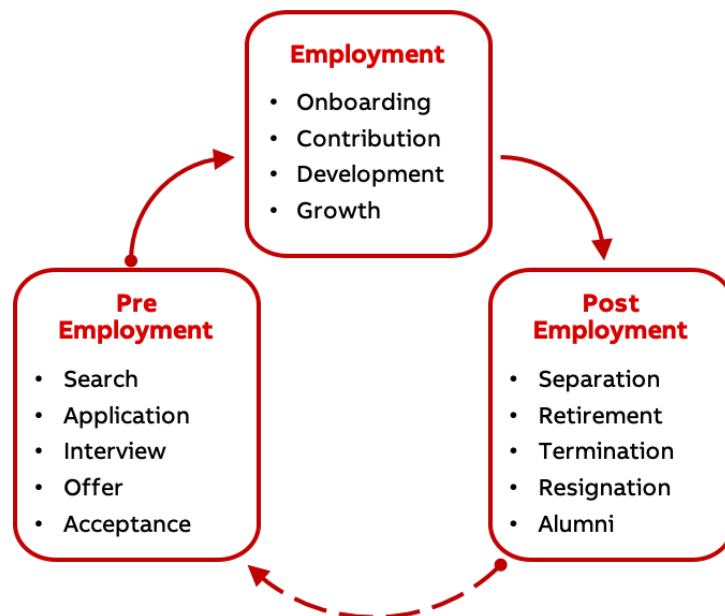 Employment
• Onboarding
• Contribution
• Development
• Growth
Pre
Employment
• Search
• Application
• Interview
• Offer
• Acceptance
Post
Employment
• Separation
• Retirement
• Termination
• Resignation
• Alumni